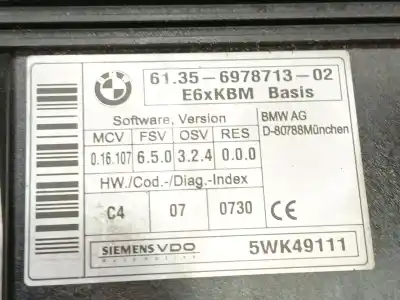 BMW
61.35-6978713-02
E6xKBM Basis
Software, Version
BMW AG
D-80788München
MCV FSV OSV RES
0.16.107 6.5.0 3.2.4 0.0.0
HW./Cod.-/Diag.-Index
C4 07 0730 CE
SIEMENS VDO
Automotive
5WK49111